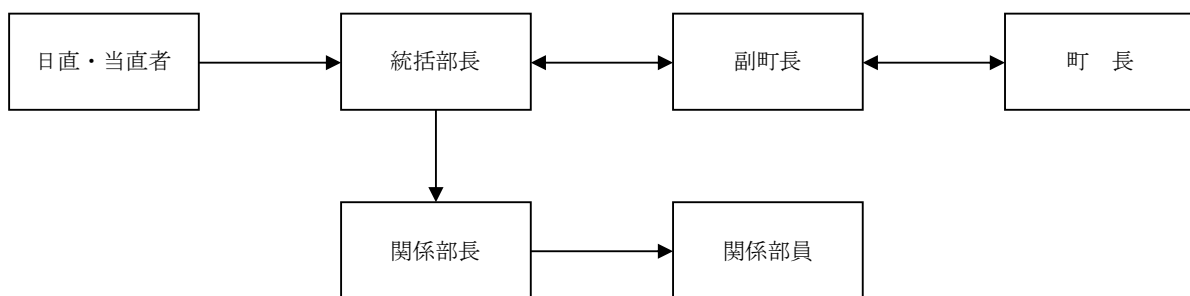 日直・当直者
統括部長
副町長
町　長
関係部長
関係部員